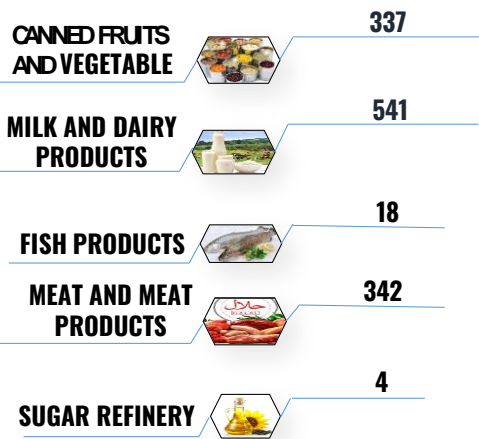 CANNED FRUITS
AND VEGETABLE
337
MILK AND DAIRY
PRODUCTS
541
FISH PRODUCTS
18
MEAT AND MEAT
PRODUCTS
حلال
HALAL
342
SUGAR REFINERY
4